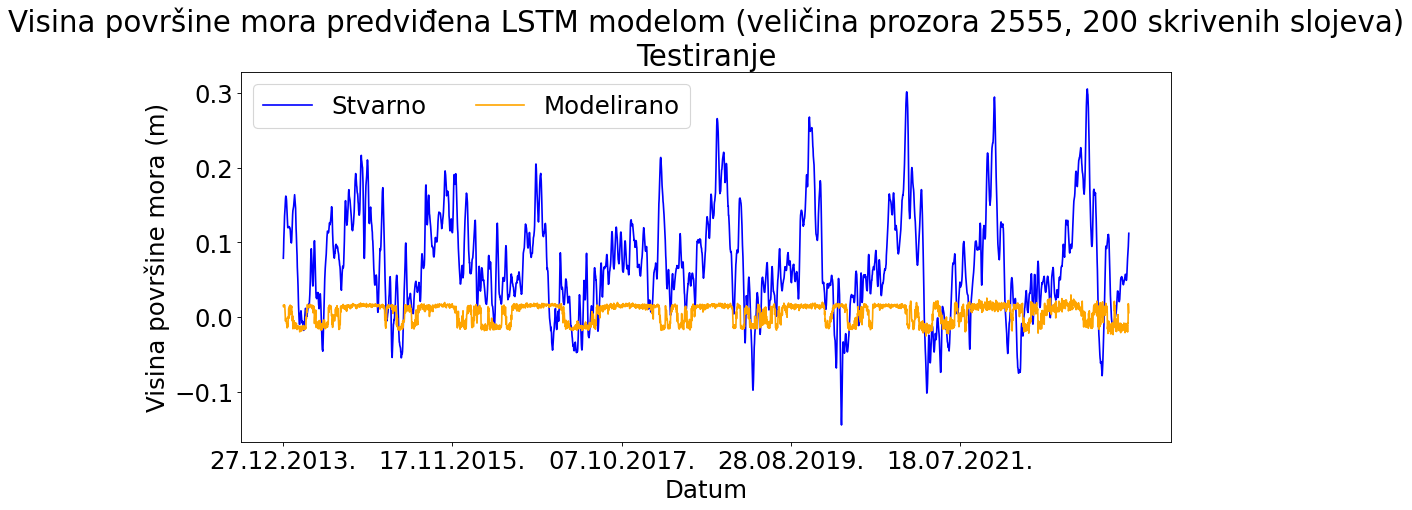 Visina površine mora predviđena LSTM modelom (veličina prozora 2555, 200 skrivenih slojeva)
Testiranje
Stvarno Modelirano
Visina površine mora (m)
0.3
0.2
0.1
0.0
−0.1
27.12.2013. 17.11.2015. 07.10.2017. 28.08.2019. 18.07.2021.
Datum